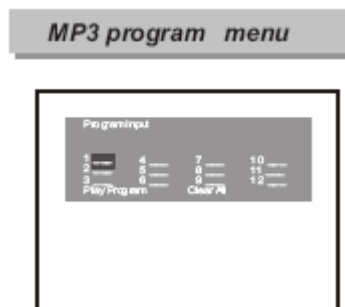 MP3 program menu
Program input
1 4 7 10
2 5 8 11
3 6 9 12
Play Program Clear All